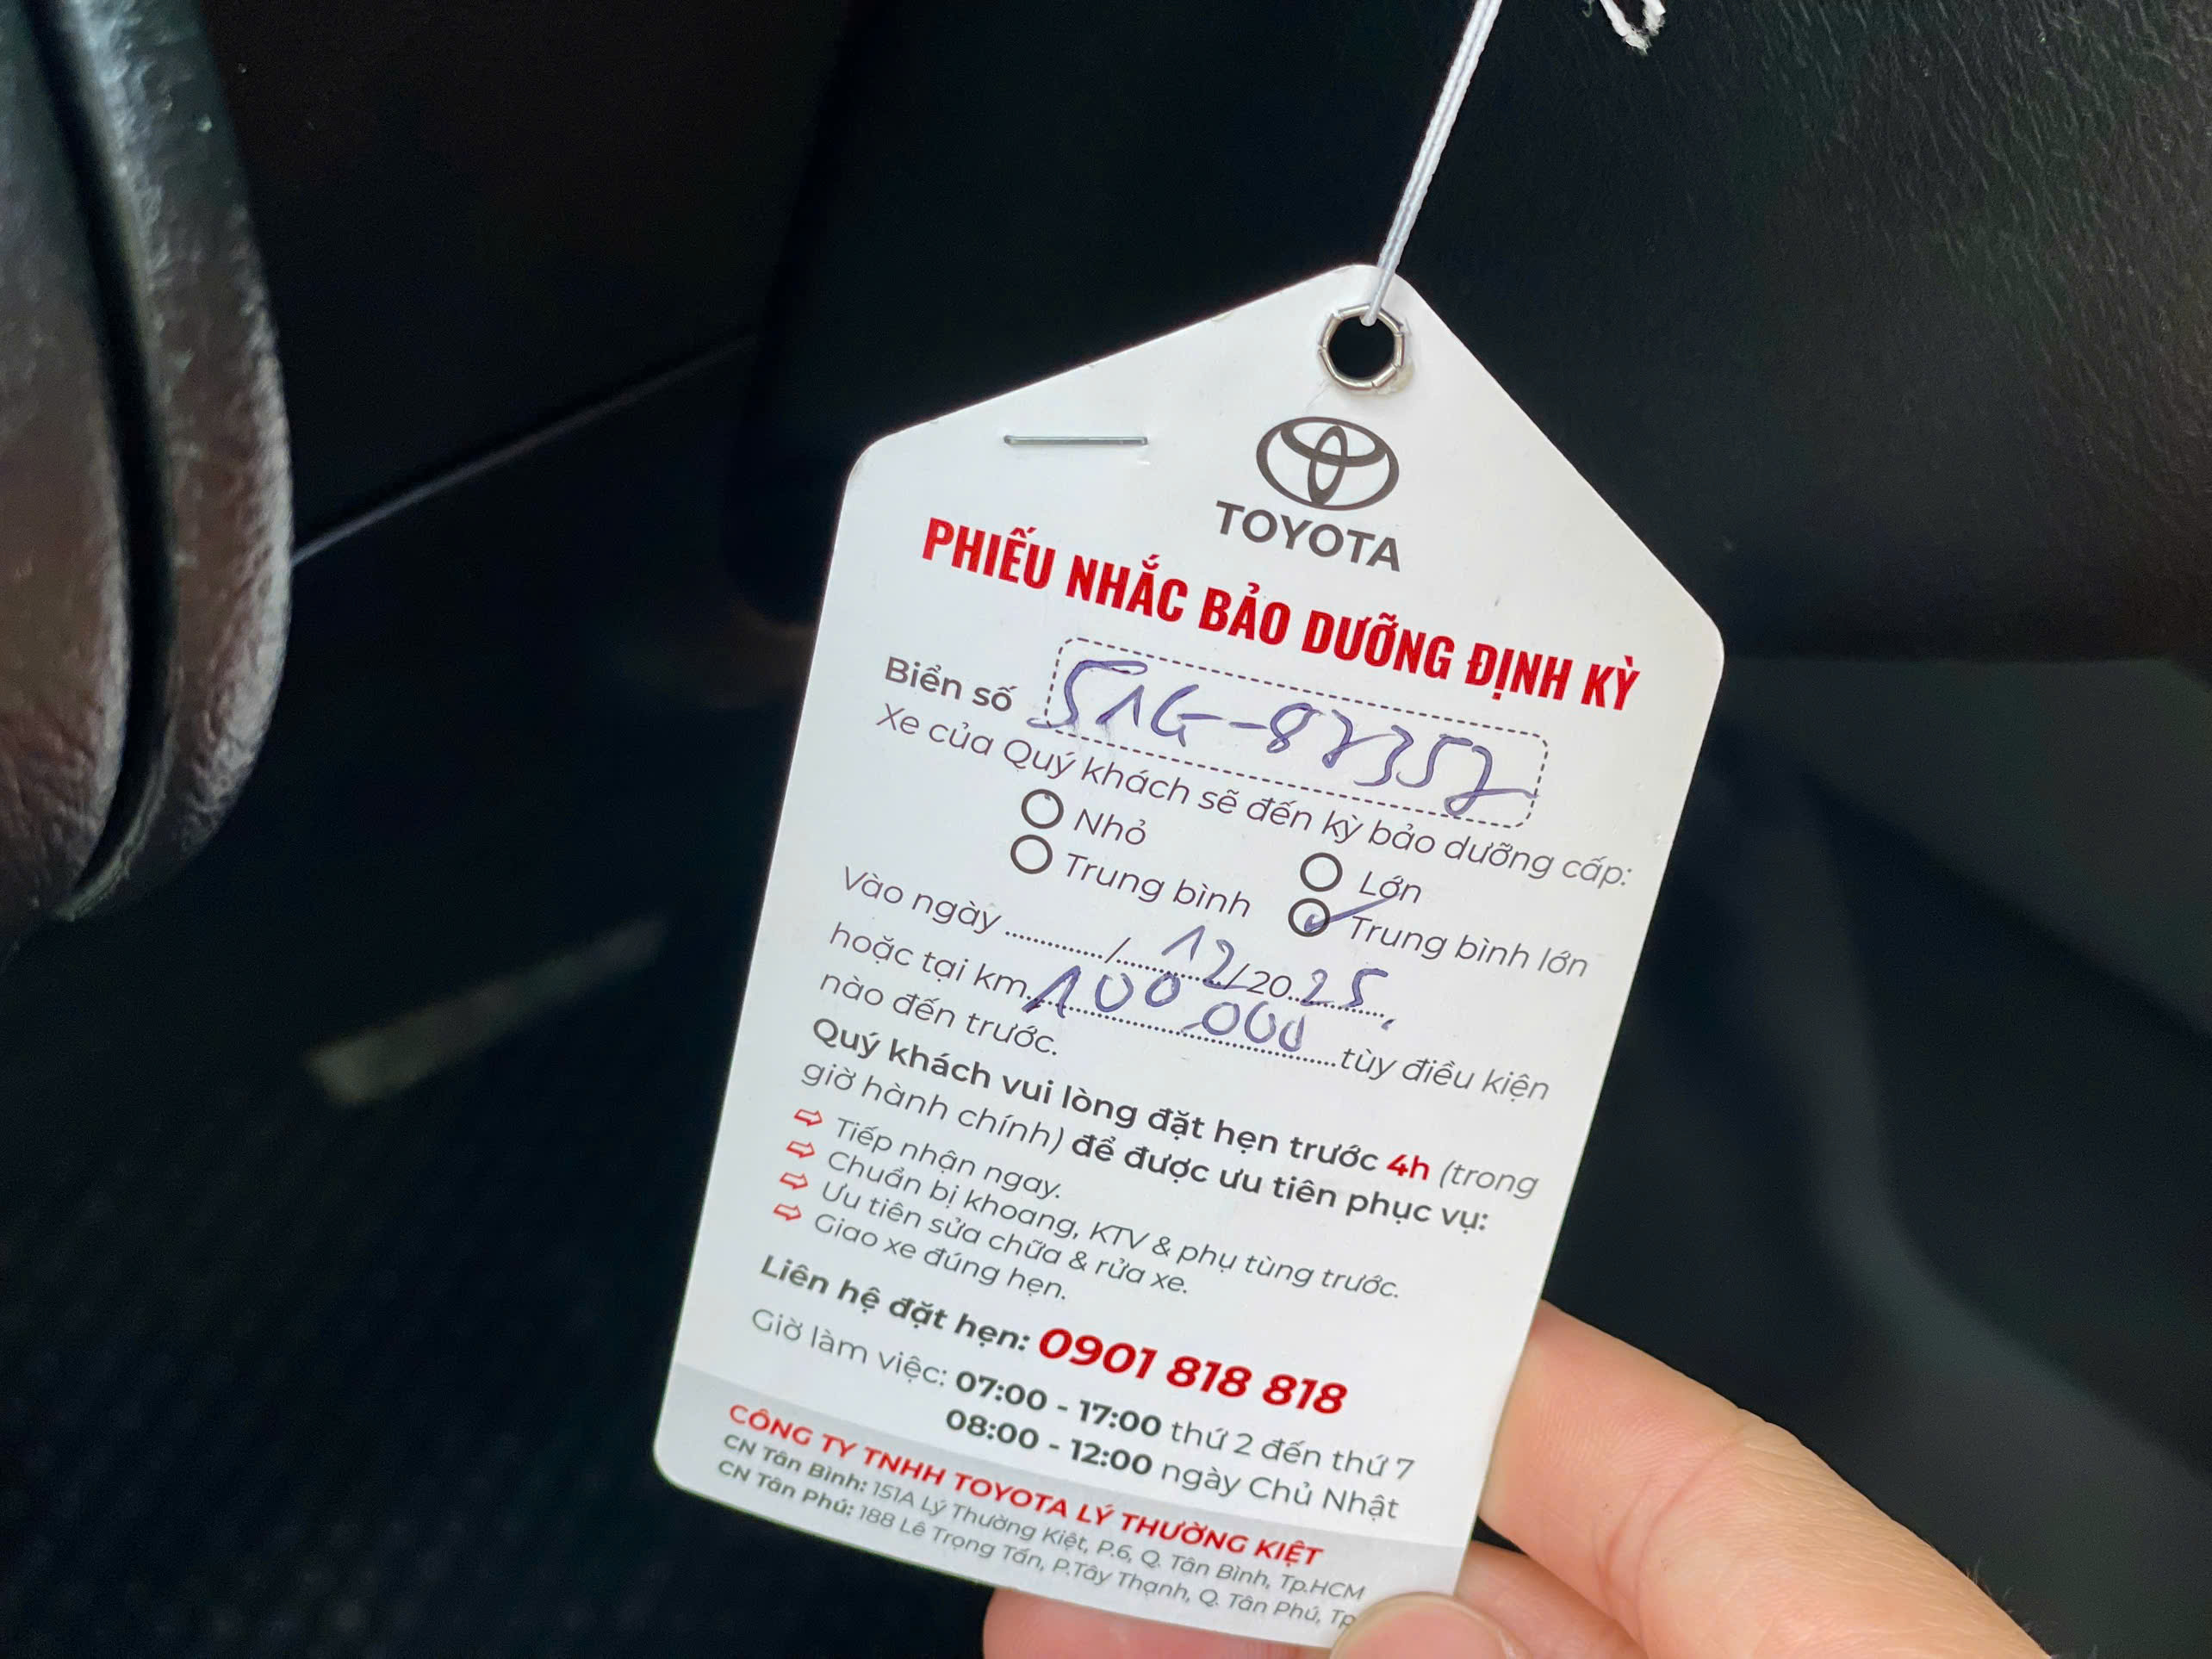 TOYOTA
PHIẾU NHẮC BẢO DƯỠNG ĐỊNH KỲ
Biển số 51G-82352
Xe của Quý khách sẽ đến kỳ bảo dưỡng cấp:
Nhỏ Lớn
Trung bình Trung bình lớn
Vào ngày ............./.............12/20..25..........
hoặc tại km..100 000.....tùy điều kiện
nào đến trước.
Quý khách vui lòng đặt hẹn trước 4h (trong
giờ hành chính) để được ưu tiên phục vụ:
⇨ Tiếp nhận ngay.
⇨ Chuẩn bị khoang, KTV & phụ tùng trước.
⇨ Ưu tiên sửa chữa & rửa xe.
⇨ Giao xe đúng hẹn.
Liên hệ đặt hẹn: 0901 818 818
Giờ làm việc: 07:00 - 17:00 thứ 2 đến thứ 7
08:00 - 12:00 ngày Chủ Nhật
CÔNG TY TNHH TOYOTA LÝ THƯỜNG KIỆT
CN Tân Bình: 151A Lý Thường Kiệt, P.6, Q. Tân Bình, Tp.HCM
CN Tân Phú: 188 Lê Trọng Tấn, P.Tây Thạnh, Q. Tân Phú, Tp